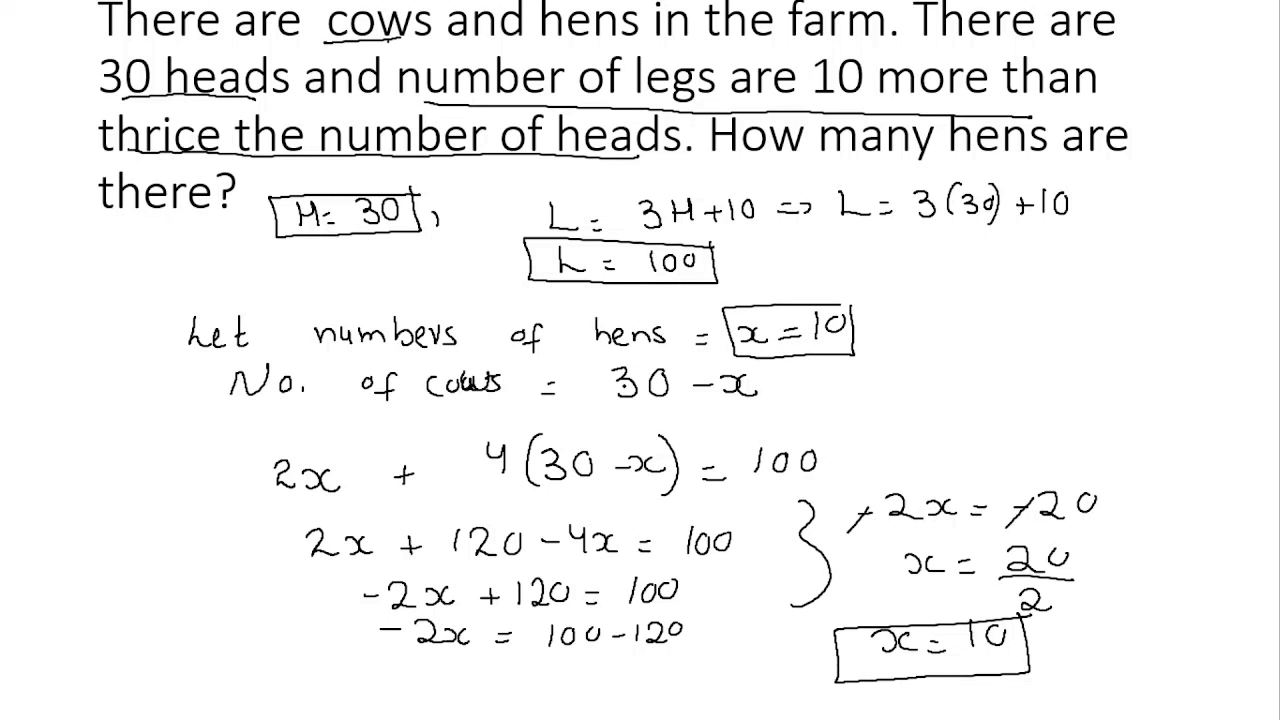 There are cows and hens in the farm. There are
30 heads and number of legs are 10 more than
thrice the number of heads. How many hens are
there?
H= 30 , L = 3H+10 => L = 3(30) +10
L = 100
Let numbers of hens = x = 10
No. of cows = 30 - x
2x + 4(30 -x) = 100
2x + 120 - 4x = 100
-2x + 120 = 100
-2x = 100 -120
-2x = -20
x = 20/2
x = 10